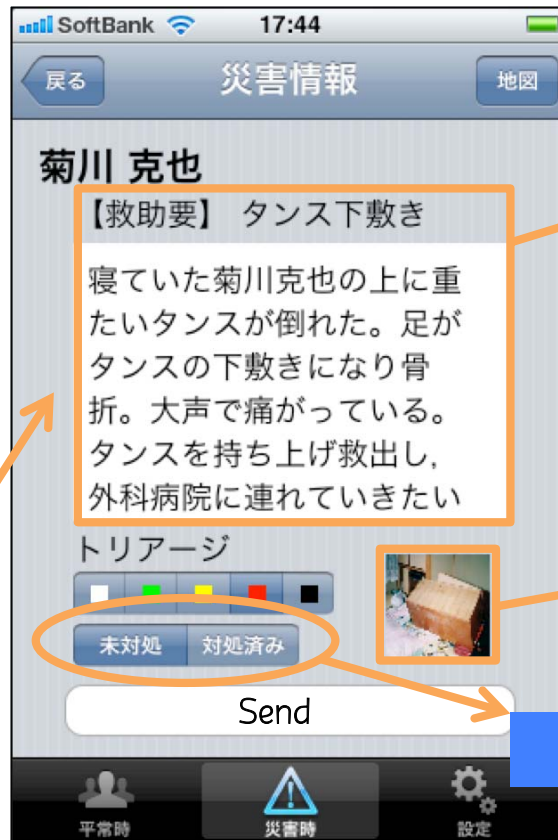 SoftBank 17:44
戻る 災害情報 地図
菊川 克也
【救助要】 タンス下敷き
寝ていた菊川克也の上に重
たいタンスが倒れた。足が
タンスの下敷きになり骨
折。大声で痛がっている。
タンスを持ち上げ救出し,
外科病院に連れていきたい
トリアージ
未対処 対処済み
Send
平常時 災害時 設定